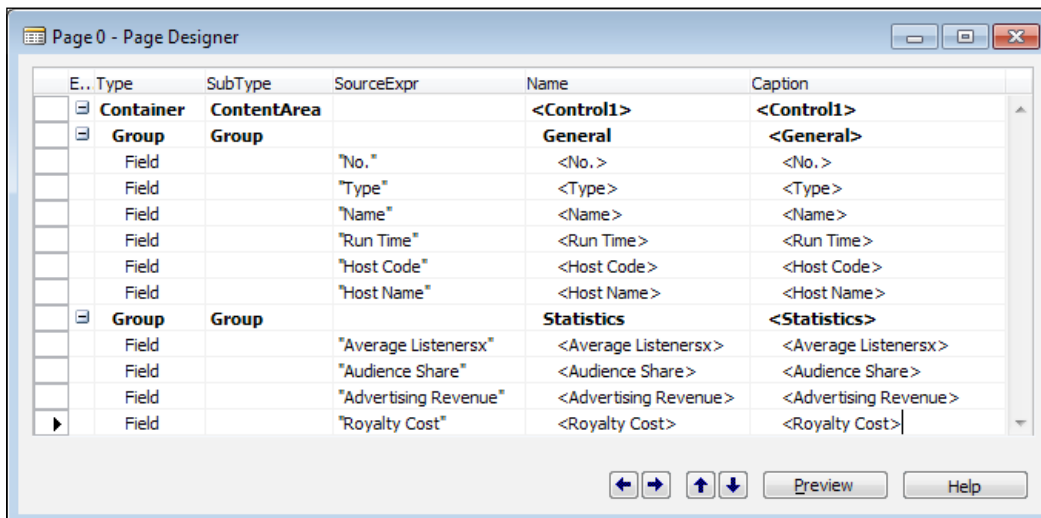 Page 0 - Page Designer
E.. Type SubType SourceExpr Name Caption
Container ContentArea <Control1> <Control1>
Group Group General <General>
Field "No." <No.> <No.>
Field "Type" <Type> <Type>
Field "Name" <Name> <Name>
Field "Run Time" <Run Time> <Run Time>
Field "Host Code" <Host Code> <Host Code>
Field "Host Name" <Host Name> <Host Name>
Group Group Statistics <Statistics>
Field "Average Listenersx" <Average Listenersx> <Average Listenersx>
Field "Audience Share" <Audience Share> <Audience Share>
Field "Advertising Revenue" <Advertising Revenue> <Advertising Revenue>
Field "Royalty Cost" <Royalty Cost> <Royalty Cost>
Preview Help